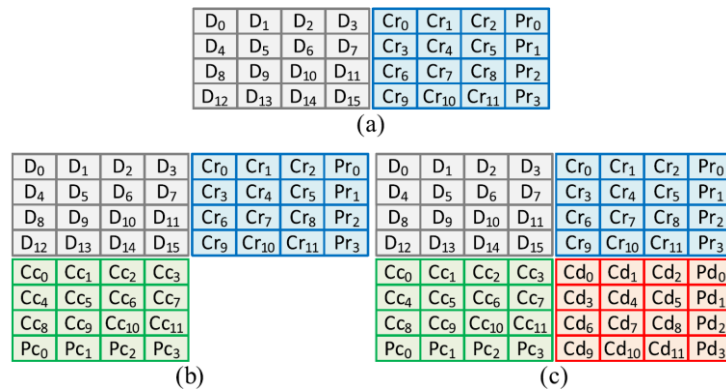 D₀ D₁ D₂ D₃ Cr₀ Cr₁ Cr₂ Pr₀
D₄ D₅ D₆ D₇ Cr₃ Cr₄ Cr₅ Pr₁
D₈ D₉ D₁₀ D₁₁ Cr₆ Cr₇ Cr₈ Pr₂
D₁₂ D₁₃ D₁₄ D₁₅ Cr₉ Cr₁₀ Cr₁₁ Pr₃
(a)
D₀ D₁ D₂ D₃ Cr₀ Cr₁ Cr₂ Pr₀
D₄ D₅ D₆ D₇ Cr₃ Cr₄ Cr₅ Pr₁
D₈ D₉ D₁₀ D₁₁ Cr₆ Cr₇ Cr₈ Pr₂
D₁₂ D₁₃ D₁₄ D₁₅ Cr₉ Cr₁₀ Cr₁₁ Pr₃
Cc₀ Cc₁ Cc₂ Cc₃
Cc₄ Cc₅ Cc₆ Cc₇
Cc₈ Cc₉ Cc₁₀ Cc₁₁
Pc₀ Pc₁ Pc₂ Pc₃
(b)
D₀ D₁ D₂ D₃ Cr₀ Cr₁ Cr₂ Pr₀
D₄ D₅ D₆ D₇ Cr₃ Cr₄ Cr₅ Pr₁
D₈ D₉ D₁₀ D₁₁ Cr₆ Cr₇ Cr₈ Pr₂
D₁₂ D₁₃ D₁₄ D₁₅ Cr₉ Cr₁₀ Cr₁₁ Pr₃
Cc₀ Cc₁ Cc₂ Cc₃ Cd₀ Cd₁ Cd₂ Pd₀
Cc₄ Cc₅ Cc₆ Cc₇ Cd₃ Cd₄ Cd₅ Pd₁
Cc₈ Cc₉ Cc₁₀ Cc₁₁ Cd₆ Cd₇ Cd₈ Pd₂
Pc₀ Pc₁ Pc₂ Pc₃ Cd₉ Cd₁₀ Cd₁₁ Pd₃
(c)